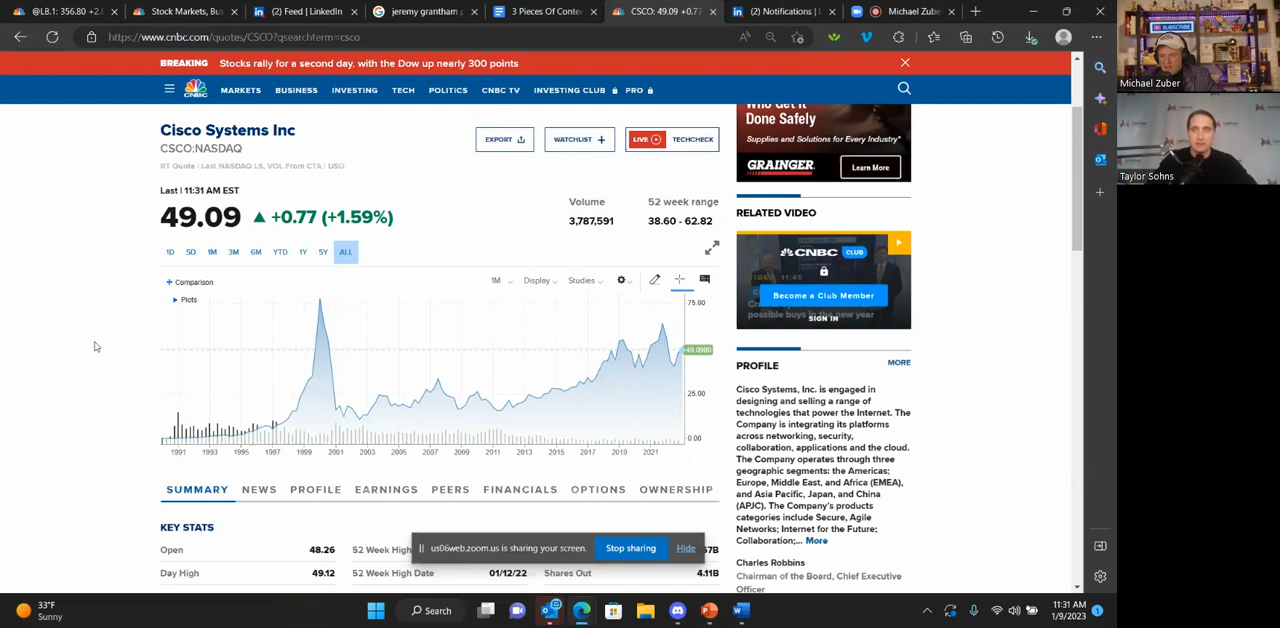 @LB.1: 356.80 +2.8
Stock Markets, Bus
(2) Feed | LinkedIn
jeremy grantham p
3 Pieces Of Conten
CSCO: 49.09 +0.77
(2) Notifications | L
Michael Zuber
https://www.cnbc.com/quotes/CSCO?qsearchterm=csco
BREAKING Stocks rally for a second day, with the Dow up nearly 300 points
MARKETS BUSINESS INVESTING TECH POLITICS CNBC TV INVESTING CLUB PRO
CNBC
Cisco Systems Inc
CSCO:NASDAQ
RT Quote | Last NASDAQ LS, VOL From CTA | USD
EXPORT
WATCHLIST +
LIVE TECHCHECK
Last | 11:31 AM EST
49.09 +0.77 (+1.59%)
Volume
3,787,591
52 week range
38.60 - 62.82
1D 5D 1M 3M 6M YTD 1Y 5Y ALL
+ Comparison
1M Display Studies
Plots
75.00
49.0900
25.00
0.00
1991 1993 1995 1997 1999 2001 2003 2005 2007 2009 2011 2013 2015 2017 2019 2021
SUMMARY NEWS PROFILE EARNINGS PEERS FINANCIALS OPTIONS OWNERSHIP
KEY STATS
Open 48.26
52 Week High
Day High 49.12
52 Week High Date 01/12/22
Shares Out 4.11B
us06web.zoom.us is sharing your screen.
Stop sharing
Hide
Done Safely
Supplies and Solutions for Every Industry*
GRAINGER
Learn More
RELATED VIDEO
CNBC CLUB
Become a Club Member
possible buys in the new year
SIGN IN
PROFILE
MORE
Cisco Systems, Inc. is engaged in
designing and selling a range of
technologies that power the Internet. The
Company is integrating its platforms
across networking, security,
collaboration, applications and the cloud.
The Company operates through three
geographic segments: the Americas;
Europe, Middle East, and Africa (EMEA),
and Asia Pacific, Japan, and China
(APJC). The Company's products
categories include Secure, Agile
Networks; Internet for the Future;
Collaboration;... More
Charles Robbins
Chairman of the Board, Chief Executive
Officer
SUBSCRIBE
Michael Zuber
Taylor Sohns
33°F
Sunny
Search
11:31 AM
1/9/2023
1